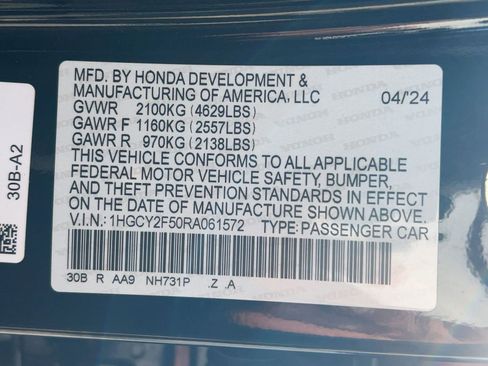 MFD. BY HONDA DEVELOPMENT &
MANUFACTURING OF AMERICA, LLC 04/'24
GVWR 2100KG (4629LBS)
GAWR F 1160KG (2557LBS)
GAWR R 970KG (2138LBS)
THIS VEHICLE CONFORMS TO ALL APPLICABLE
FEDERAL MOTOR VEHICLE SAFETY, BUMPER,
AND THEFT PREVENTION STANDARDS IN EFFECT
ON THE DATE OF MANUFACTURE SHOWN ABOVE.
V.I.N.: 1HGCY2F50RA061572 TYPE: PASSENGER CAR
30B R AA9 NH731P .Z .A
30B-A2